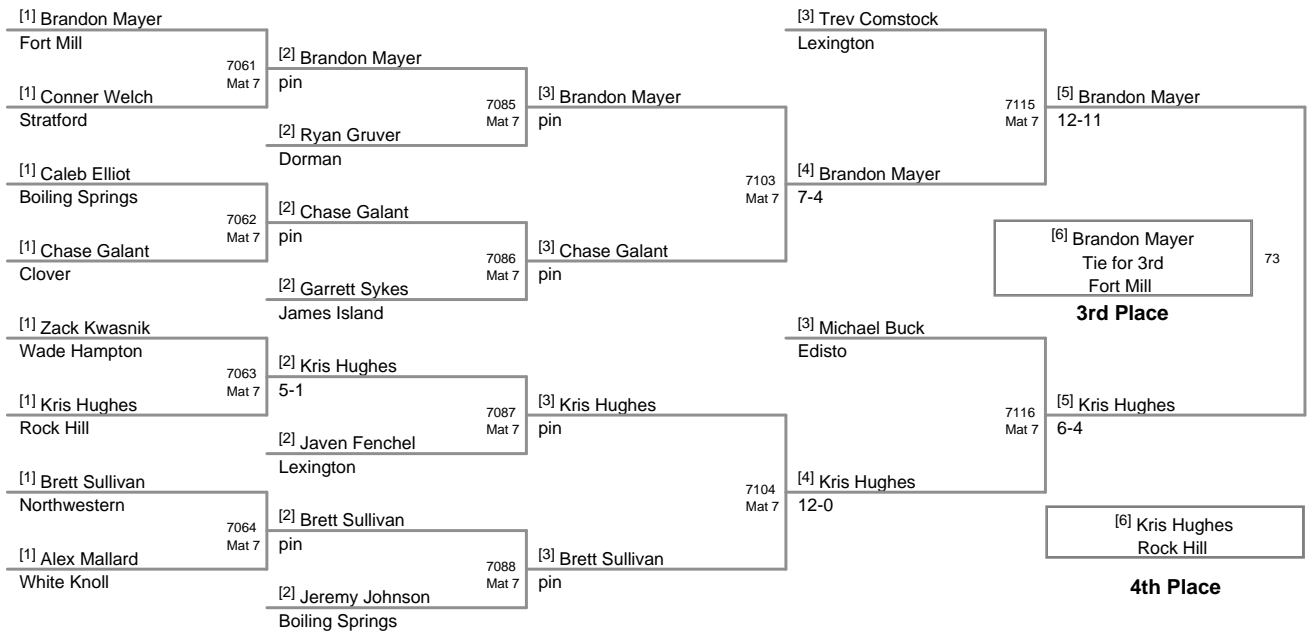 [1] Brandon Mayer
Fort Mill
7061
Mat 7
[1] Conner Welch
Stratford
[1] Caleb Elliot
Boiling Springs
7062
Mat 7
[1] Chase Galant
Clover
[1] Zack Kwasnik
Wade Hampton
7063
Mat 7
[1] Kris Hughes
Rock Hill
[1] Brett Sullivan
Northwestern
7064
Mat 7
[1] Alex Mallard
White Knoll
[2] Brandon Mayer
pin
7085
Mat 7
[2] Ryan Gruver
Dorman
[2] Chase Galant
pin
7086
Mat 7
[2] Garrett Sykes
James Island
[2] Kris Hughes
5-1
7087
Mat 7
[2] Javen Fenchel
Lexington
[2] Brett Sullivan
pin
7088
Mat 7
[2] Jeremy Johnson
Boiling Springs
[3] Brandon Mayer
pin
7103
Mat 7
[3] Chase Galant
pin
[3] Kris Hughes
pin
7104
Mat 7
[3] Brett Sullivan
pin
[3] Trev Comstock
Lexington
7115
Mat 7
[4] Brandon Mayer
7-4
[3] Michael Buck
Edisto
7116
Mat 7
[4] Kris Hughes
12-0
[5] Brandon Mayer
12-11
[6] Brandon Mayer
Tie for 3rd
Fort Mill
73
3rd Place
[5] Kris Hughes
6-4
[6] Kris Hughes
Rock Hill
4th Place